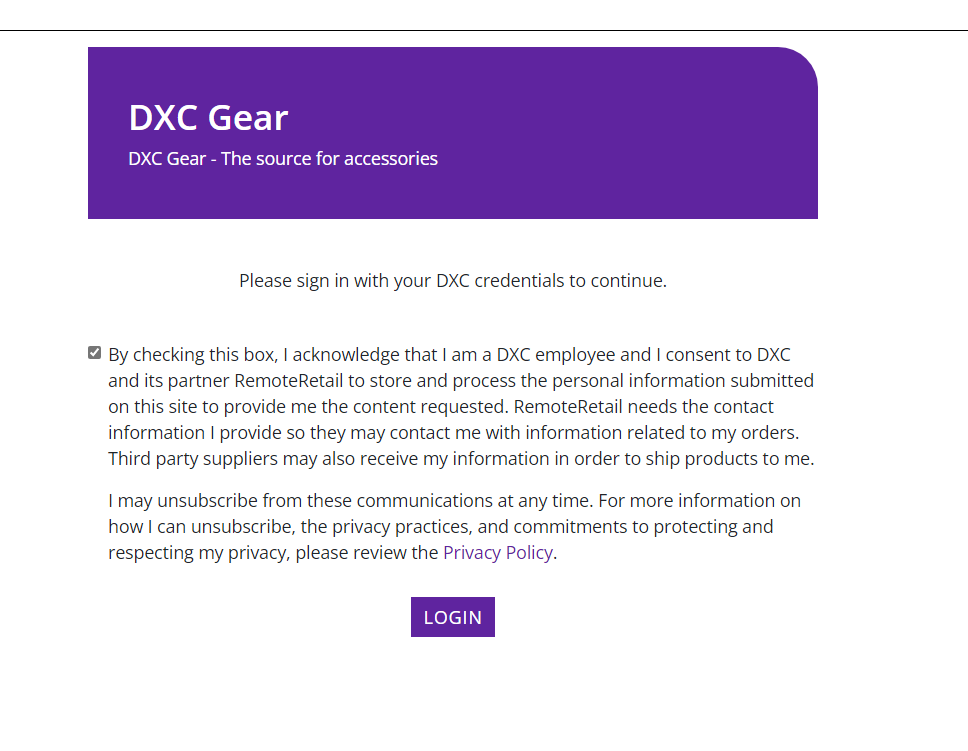 DXC Gear
DXC Gear - The source for accessories
Please sign in with your DXC credentials to continue.
By checking this box, I acknowledge that I am a DXC employee and I consent to DXC
and its partner RemoteRetail to store and process the personal information submitted
on this site to provide me the content requested. RemoteRetail needs the contact
information I provide so they may contact me with information related to my orders.
Third party suppliers may also receive my information in order to ship products to me.
I may unsubscribe from these communications at any time. For more information on
how I can unsubscribe, the privacy practices, and commitments to protecting and
respecting my privacy, please review the Privacy Policy.
LOGIN